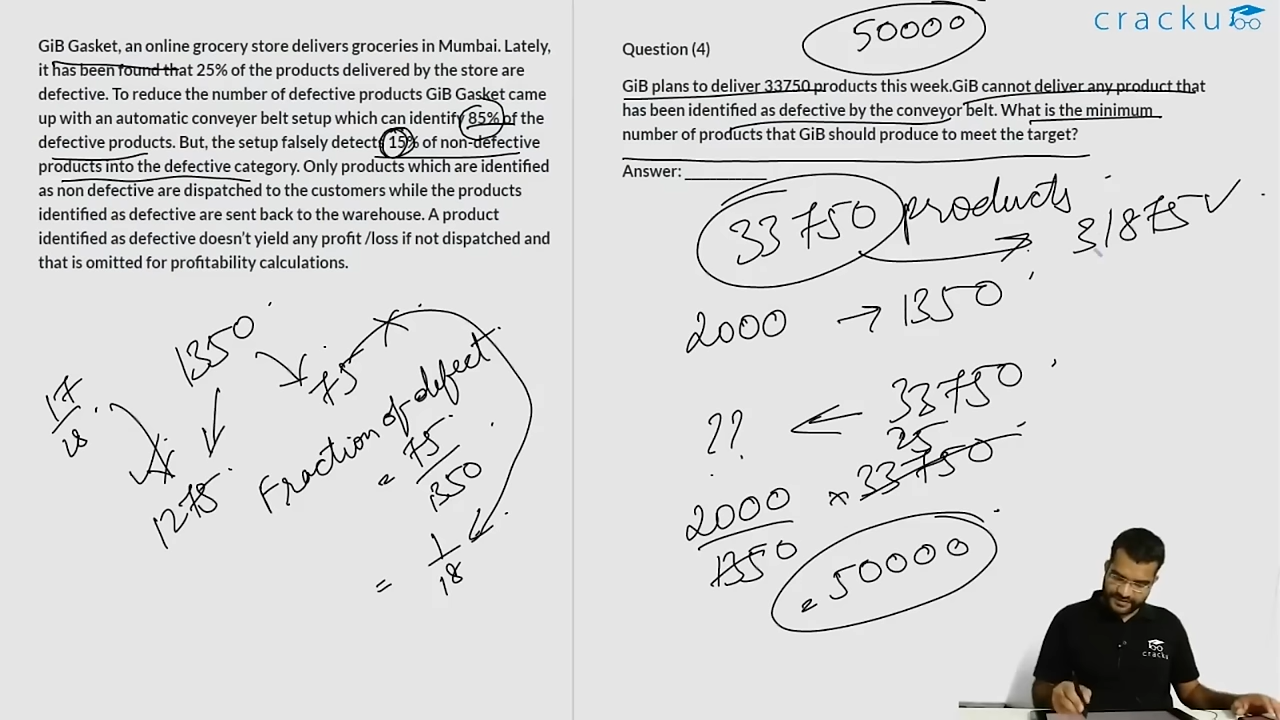 cracku
50000
GiB Gasket, an online grocery store delivers groceries in Mumbai. Lately,
it has been found that 25% of the products delivered by the store are
defective. To reduce the number of defective products GiB Gasket came
up with an automatic conveyer belt setup which can identify 85% of the
defective products. But, the setup falsely detects 15% of non-defective
products into the defective category. Only products which are identified
as non defective are dispatched to the customers while the products
identified as defective are sent back to the warehouse. A product
identified as defective doesn't yield any profit /loss if not dispatched and
that is omitted for profitability calculations.
1350
75
17/18
1275
Fraction of defect
= 75/1350
= 1/18
Question (4)
GiB plans to deliver 33750 products this week.GiB cannot deliver any product that
has been identified as defective by the conveyor belt. What is the minimum
number of products that GiB should produce to meet the target?
Answer: __________
33750 products
31875 ✓
2000 → 1350
?? ← 33750
25
2000/1350 × 33750
= 50000
cracku